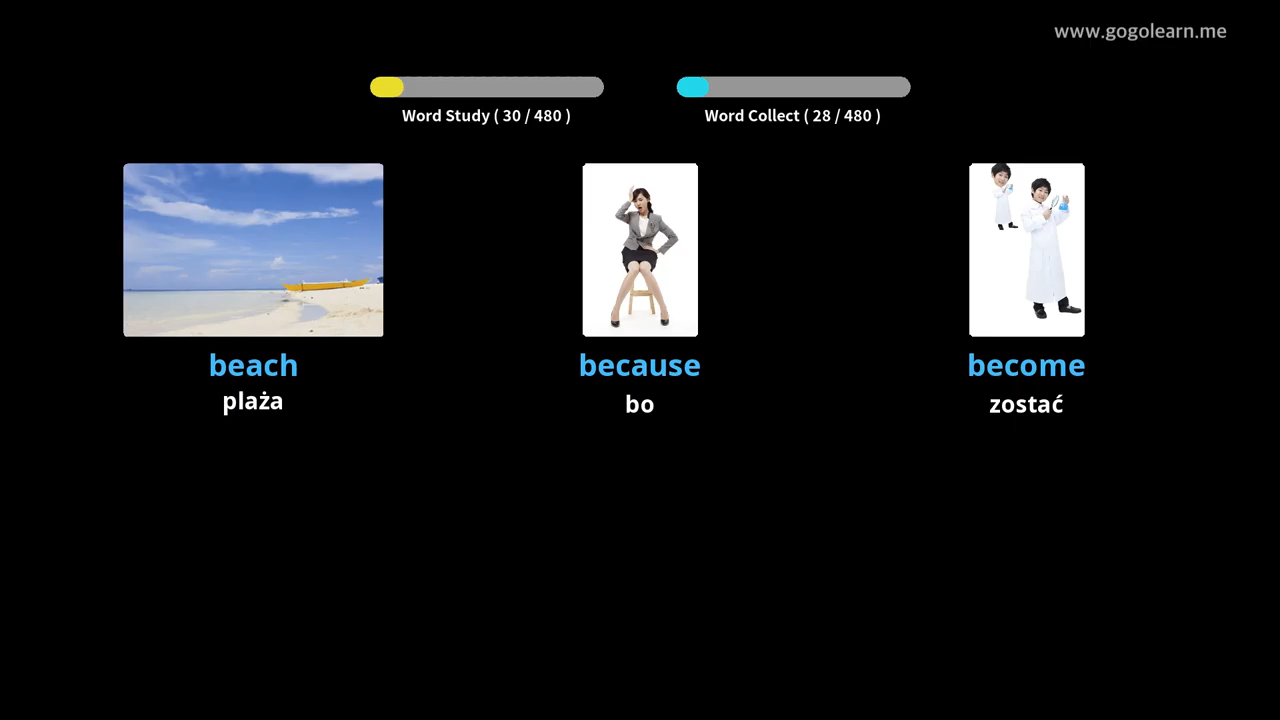 www.gogolearn.me
Word Study ( 30 / 480 )
Word Collect ( 28 / 480 )
beach
plaża
because
bo
become
zostać